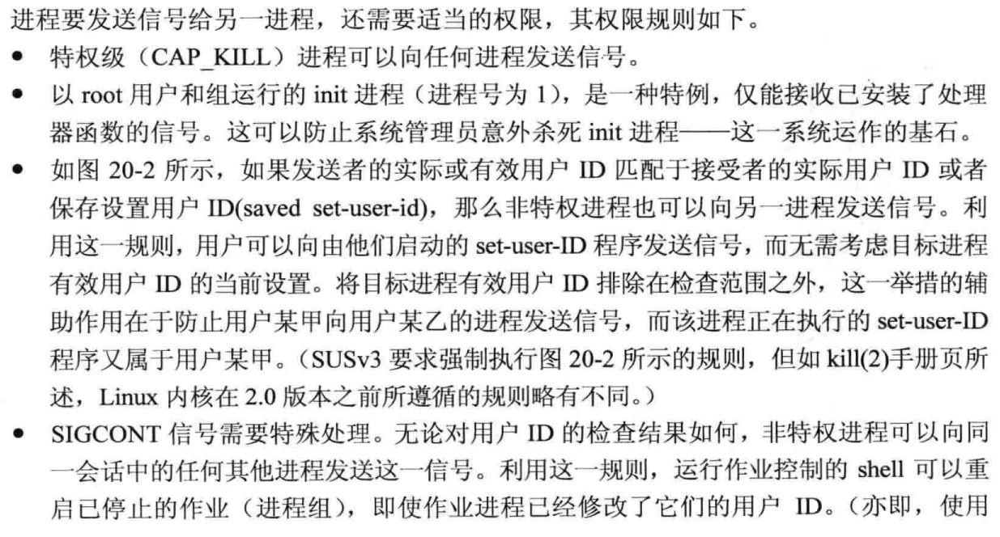 进程要发送信号给另一进程，还需要适当的权限，其权限规则如下。
● 特权级（CAP_KILL）进程可以向任何进程发送信号。
● 以 root 用户和组运行的 init 进程（进程号为 1），是一种特例，仅能接收已安装了处理
器函数的信号。这可以防止系统管理员意外杀死 init 进程——这一系统运作的基石。
● 如图 20-2 所示，如果发送者的实际或有效用户 ID 匹配于接受者的实际用户 ID 或者
保存设置用户 ID(saved set-user-id)，那么非特权进程也可以向另一进程发送信号。利
用这一规则，用户可以向由他们启动的 set-user-ID 程序发送信号，而无需考虑目标进程
有效用户 ID 的当前设置。将目标进程有效用户 ID 排除在检查范围之外，这一举措的辅
助作用在于防止用户某甲向用户某乙的进程发送信号，而该进程正在执行的 set-user-ID
程序又属于用户某甲。（SUSv3 要求强制执行图 20-2 所示的规则，但如 kill(2)手册页所
述，Linux 内核在 2.0 版本之前所遵循的规则略有不同。）
● SIGCONT 信号需要特殊处理。无论对用户 ID 的检查结果如何，非特权进程可以向同
一会话中的任何其他进程发送这一信号。利用这一规则，运行作业控制的 shell 可以重
启已停止的作业（进程组），即使作业进程已经修改了它们的用户 ID。（亦即，使用